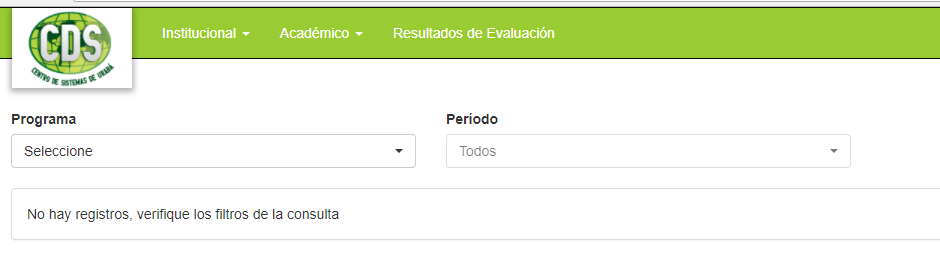 CDS
CENTRO DE SISTEMAS DE URABÁ
Institucional Académico Resultados de Evaluación
Programa Período
Seleccione Todos
No hay registros, verifique los filtros de la consulta